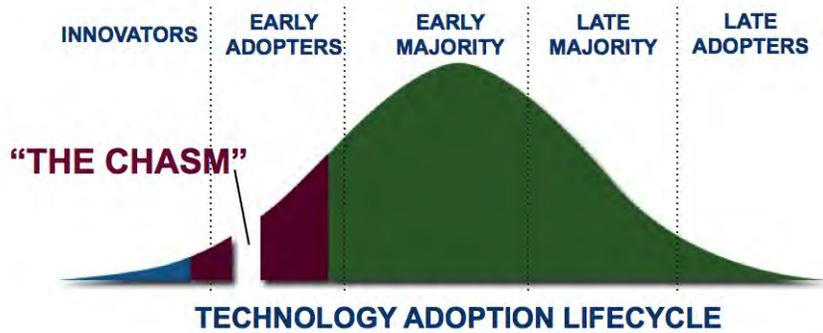 INNOVATORS
EARLY
ADOPTERS
EARLY
MAJORITY
LATE
MAJORITY
LATE
ADOPTERS
“THE CHASM”
TECHNOLOGY ADOPTION LIFECYCLE